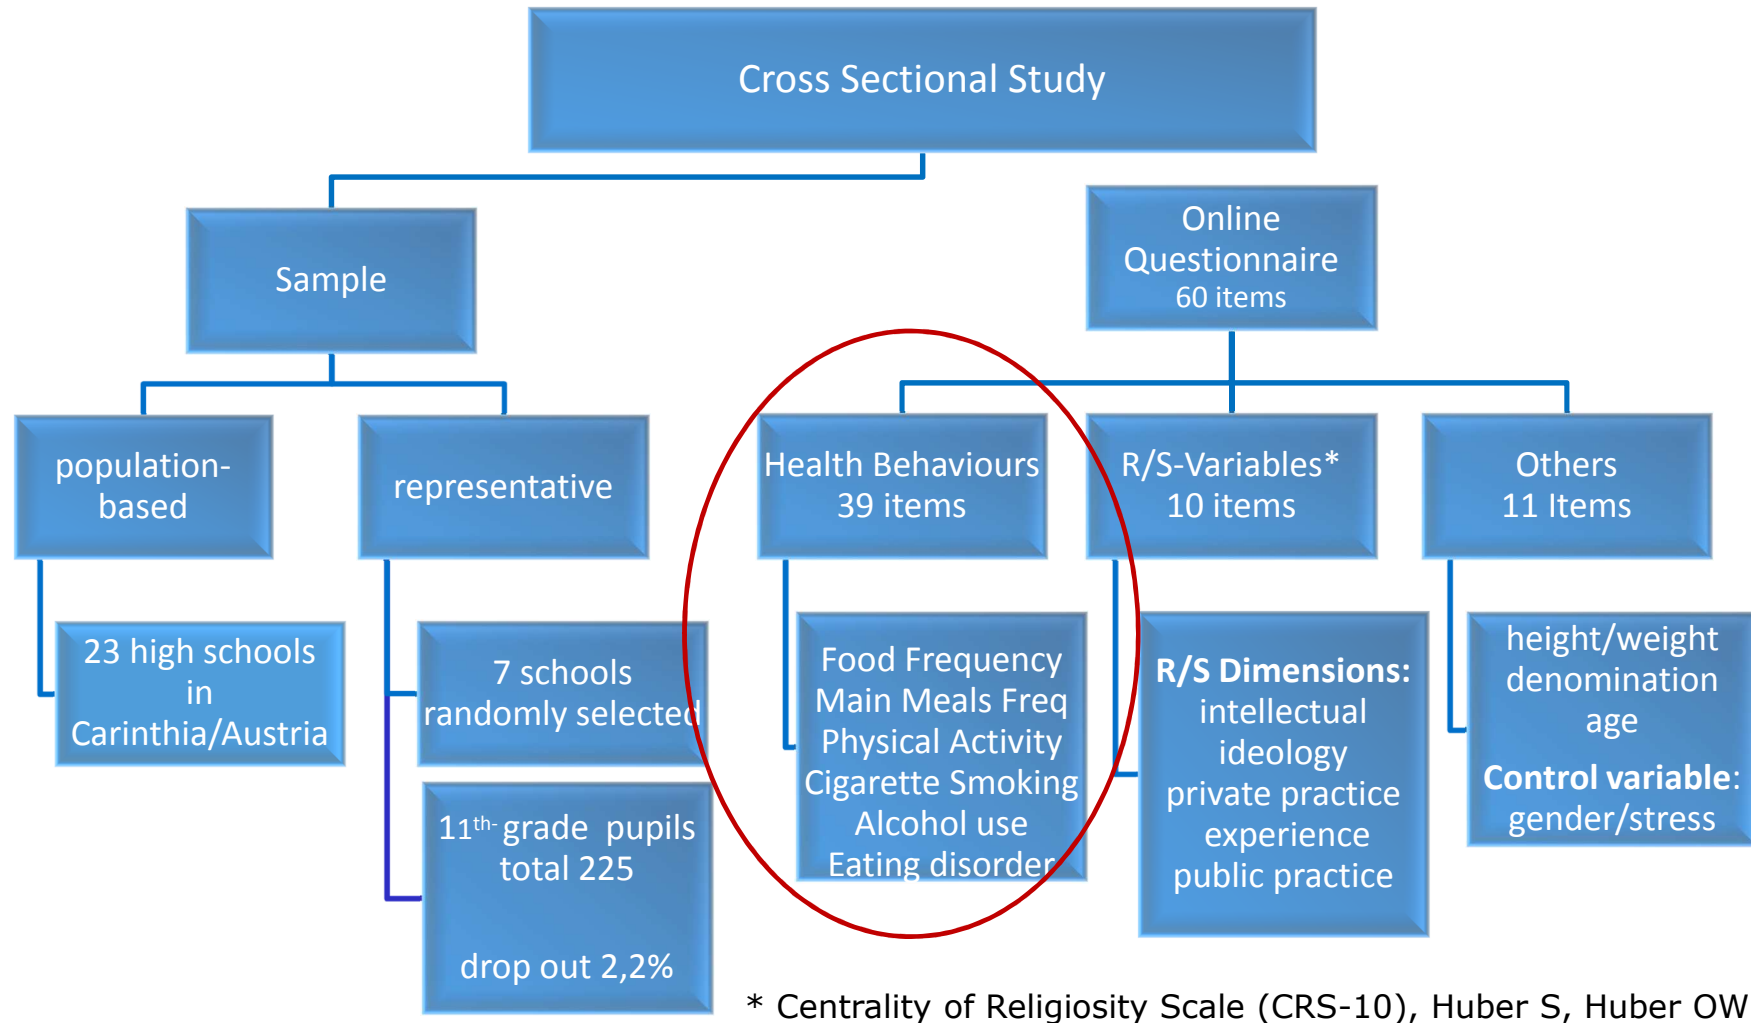 Cross Sectional Study
Sample
Online
Questionnaire
60 items
population-
based
representative
Health Behaviours
39 items
R/S-Variables*
10 items
Others
11 Items
23 high schools
in
Carinthia/Austria
7 schools
randomly selected
11th- grade pupils
total 225
drop out 2,2%
Food Frequency
Main Meals Freq
Physical Activity
Cigarette Smoking
Alcohol use
Eating disorder
R/S Dimensions:
intellectual
ideology
private practice
experience
public practice
height/weight
denomination
age
Control variable:
gender/stress
* Centrality of Religiosity Scale (CRS-10), Huber S, Huber OW